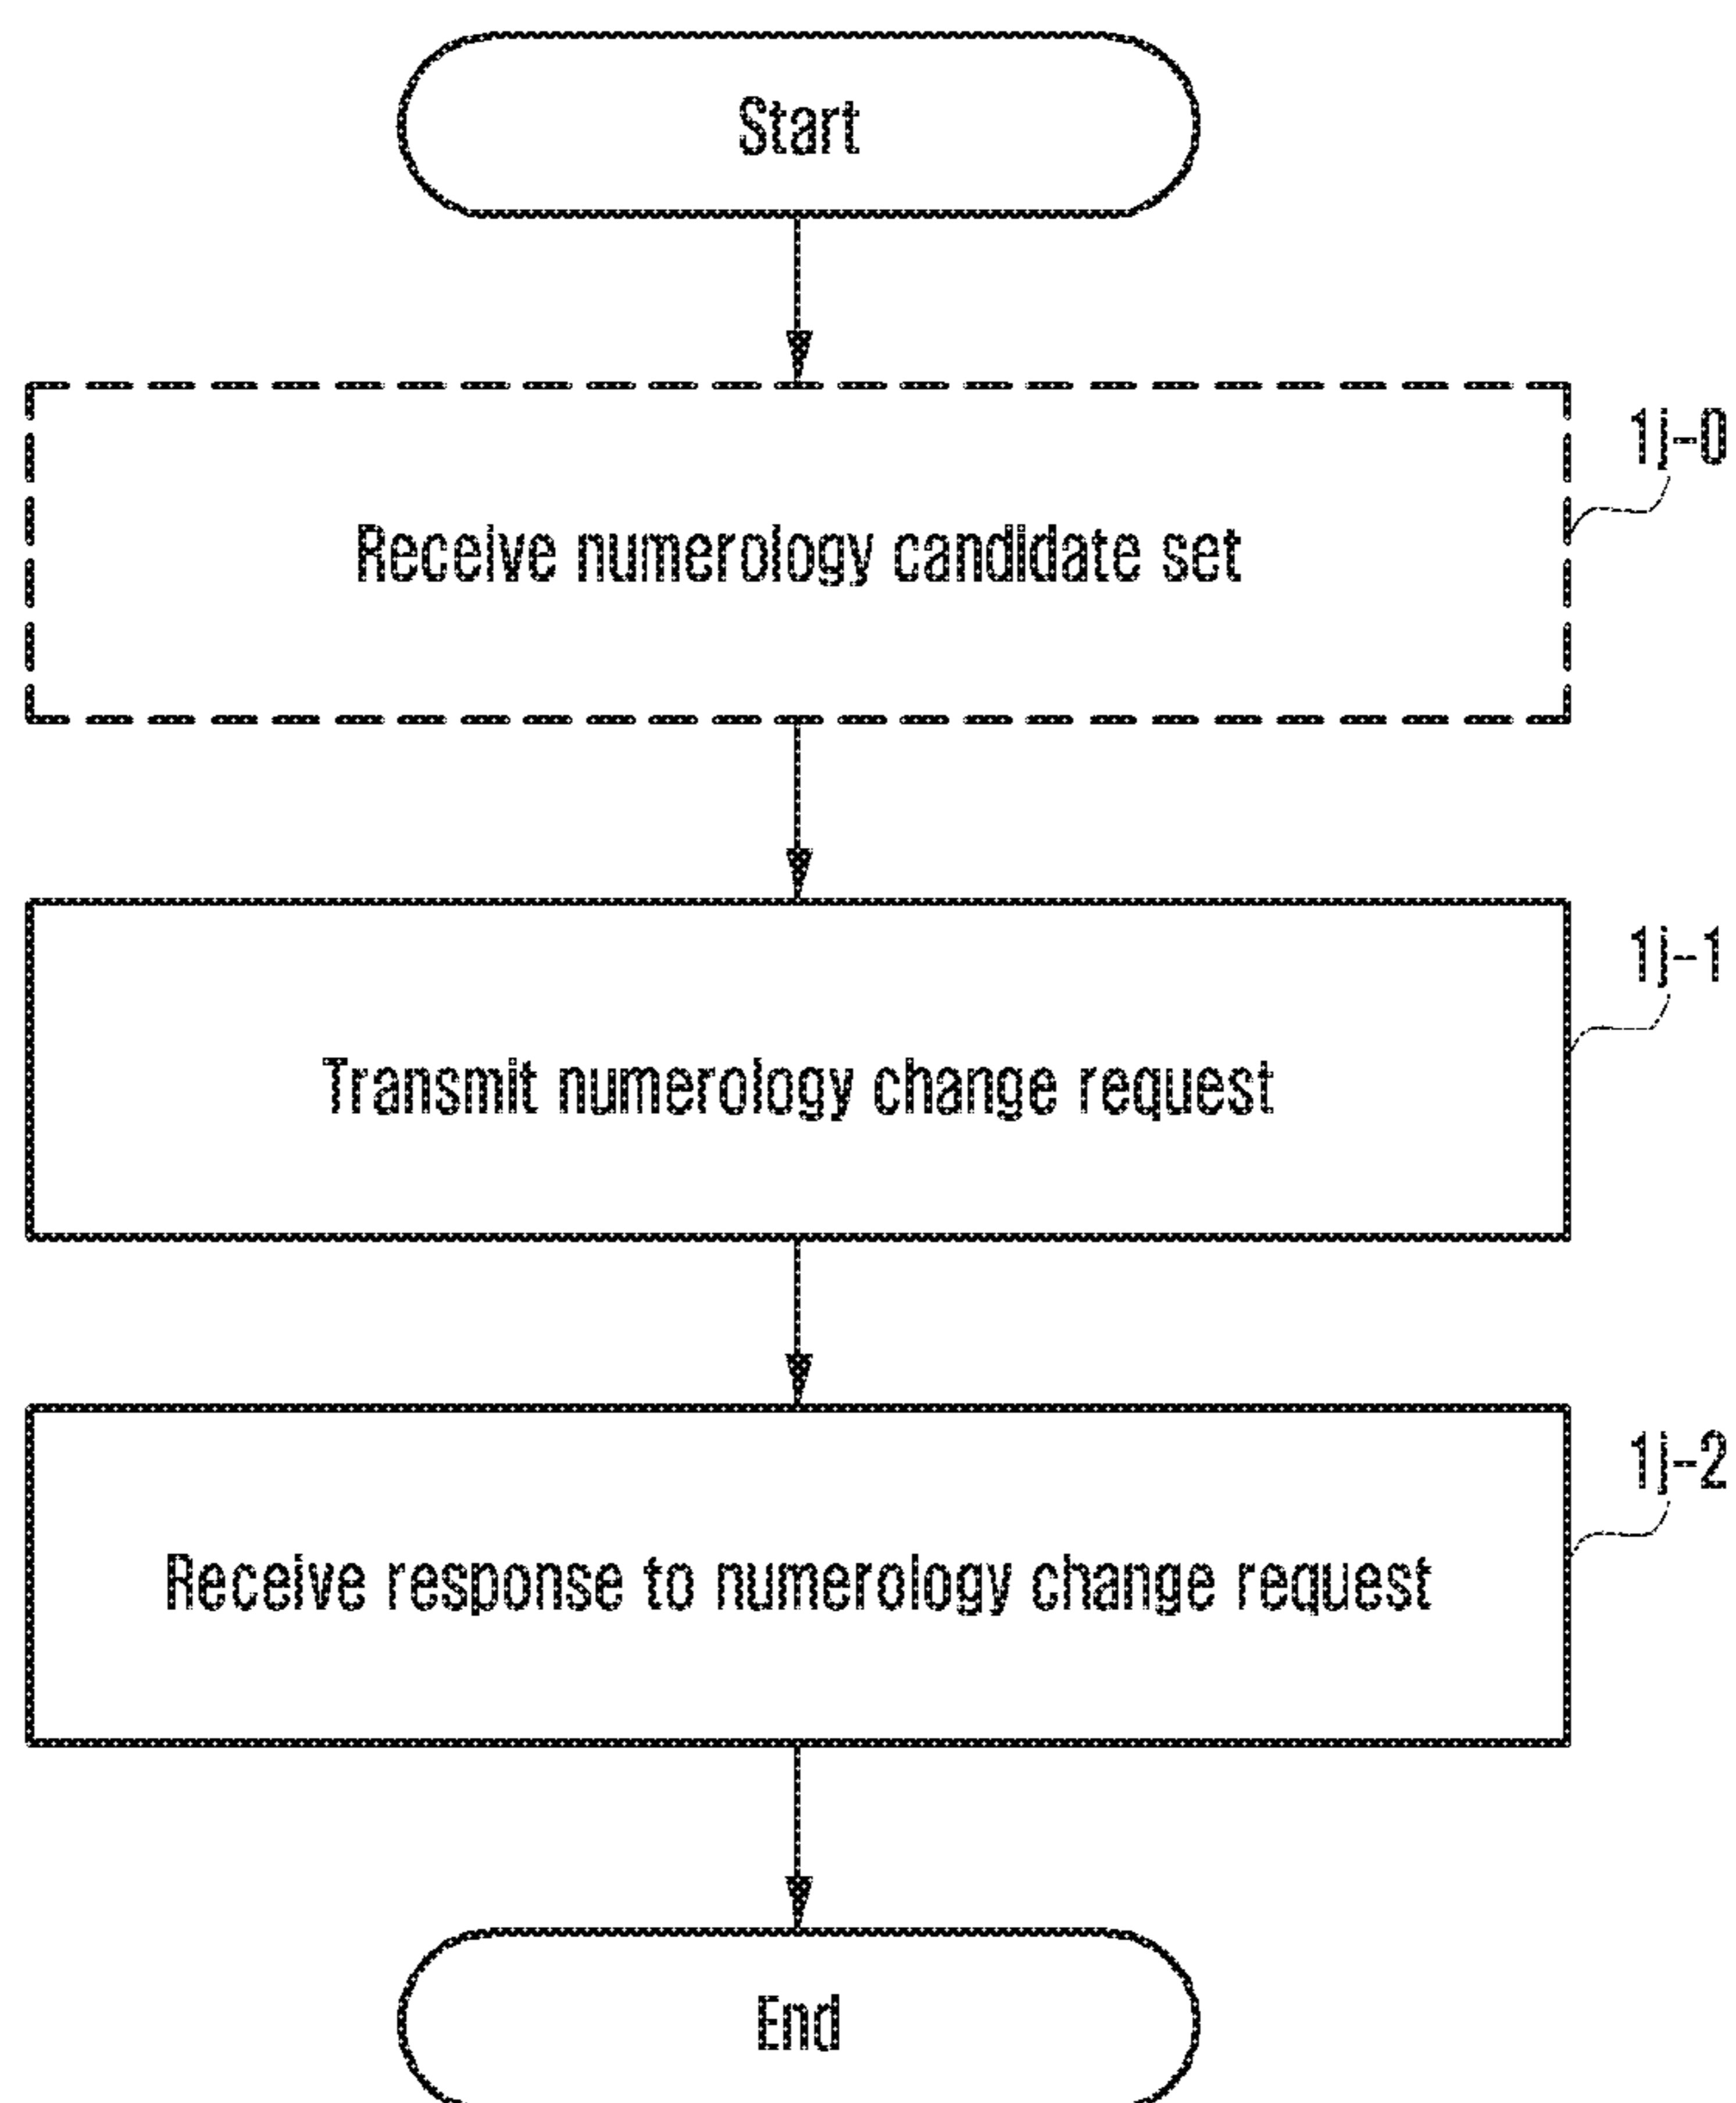 Start
1j-0
Receive numerology candidate set
1j-1
Transmit numerology change request
1j-2
Receive response to numerology change request
End